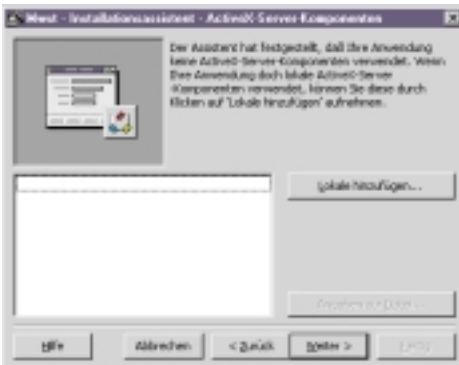 - Installationsassistent - ActiveX-Server-Komponenten
Der Assistent hat festgestellt, daß Ihre Anwendung
keine ActiveX-Server-Komponenten verwendet. Wenn
Ihre Anwendung doch lokale ActiveX-Server
-Komponenten verwendet, können Sie diese durch
Klicken auf 'Lokale hinzufügen' aufnehmen.
Lokale hinzufügen...
Hilfe
Abbrechen
< Zurück
Weiter >